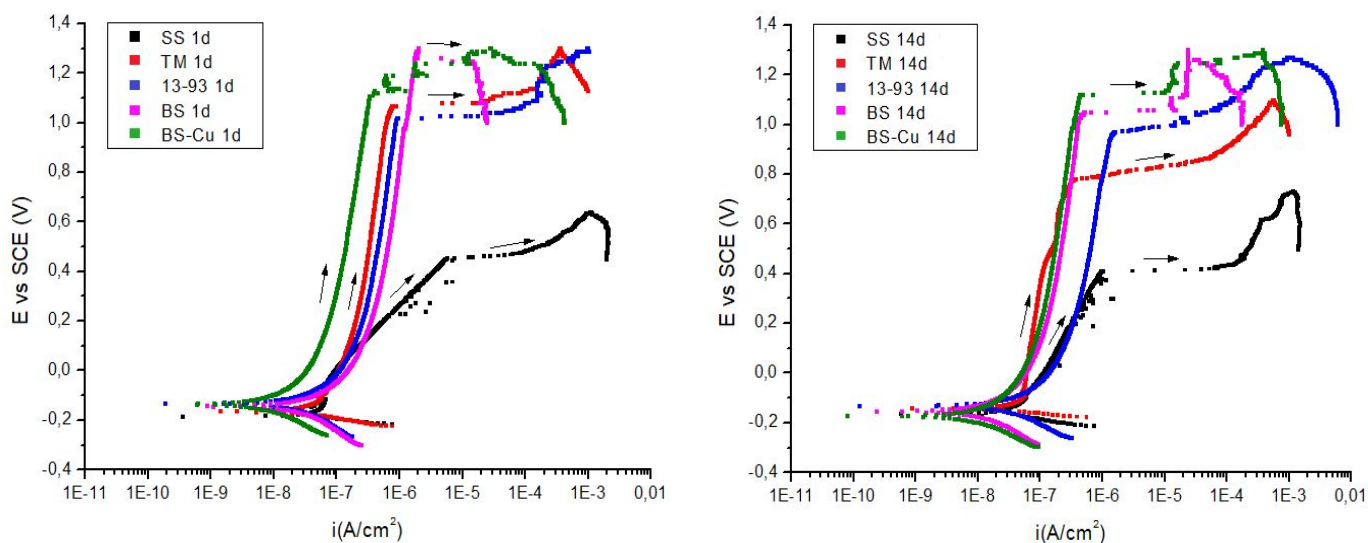 SS 1d
TM 1d
13-93 1d
BS 1d
BS-Cu 1d
E vs SCE (V)
1,4
1,2
1,0
0,8
0,6
0,4
0,2
0,0
-0,2
-0,4
1E-11 1E-10 1E-9 1E-8 1E-7 1E-6 1E-5 1E-4 1E-3 0,01
i(A/cm²)
SS 14d
TM 14d
13-93 14d
BS 14d
BS-Cu 14d
E vs SCE (V)
1,4
1,2
1,0
0,8
0,6
0,4
0,2
0,0
-0,2
-0,4
1E-11 1E-10 1E-9 1E-8 1E-7 1E-6 1E-5 1E-4 1E-3 0,01
i(A/cm²)